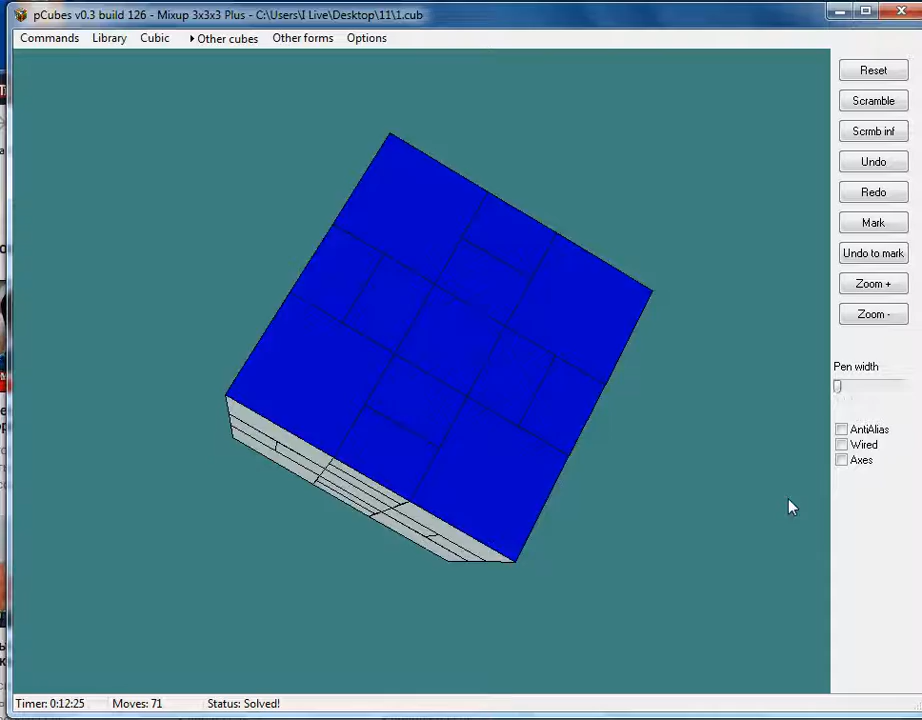 pCubes v0.3 build 126 - Mixup 3x3x3 Plus - C:\Users\I Live\Desktop\11\1.cub
Commands Library Cubic Other cubes Other forms Options
Reset
Scramble
Scrmb inf
Undo
Redo
Mark
Undo to mark
Zoom +
Zoom -
Pen width
AntiAlias
Wired
Axes
Timer: 0:12:25 Moves: 71 Status: Solved!